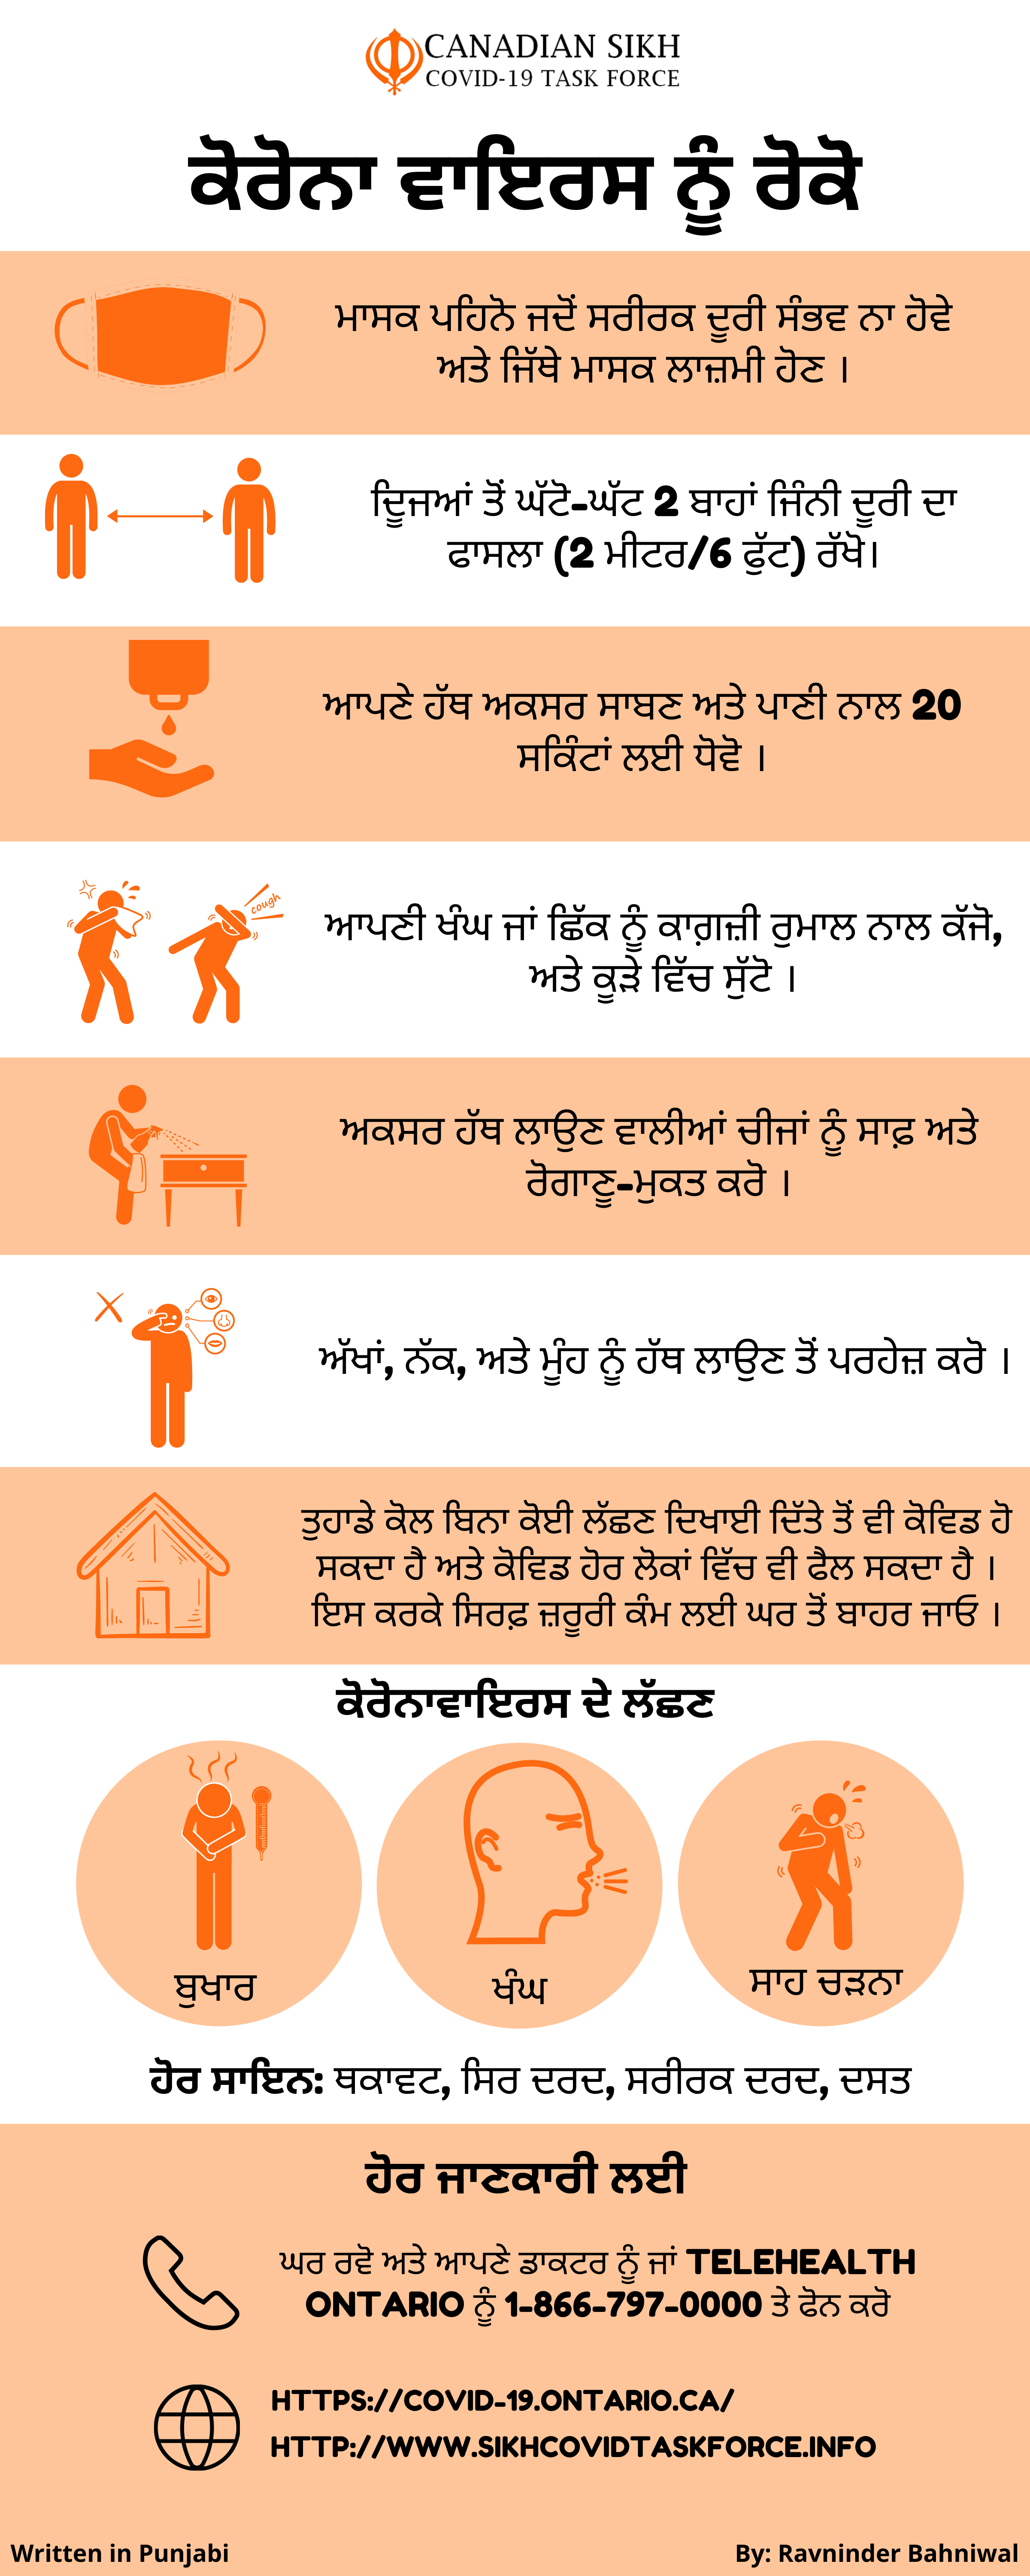 CANADIAN SIKH
COVID-19 TASK FORCE
ਕੋਰੋਨਾ ਵਾਇਰਸ ਨੂੰ ਰੋਕੋ
ਮਾਸਕ ਪਹਿਨੋ ਜਦੋਂ ਸਰੀਰਕ ਦੂਰੀ ਸੰਭਵ ਨਾ ਹੋਵੇ
ਅਤੇ ਜਿੱਥੇ ਮਾਸਕ ਲਾਜ਼ਮੀ ਹੋਣ ।
ਦੂਿਜਆਂ ਤੋਂ ਘੱਟੋ-ਘੱਟ 2 ਬਾਹਾਂ ਜਿੰਨੀ ਦੂਰੀ ਦਾ
ਫਾਸਲਾ (2 ਮੀਟਰ/6 ਫੁੱਟ) ਰੱਖੋ।
ਆਪਣੇ ਹੱਥ ਅਕਸਰ ਸਾਬਣ ਅਤੇ ਪਾਣੀ ਨਾਲ 20
ਸਕਿੰਟਾਂ ਲਈ ਧੋਵੋ ।
cough
ਆਪਣੀ ਖੰਘ ਜਾਂ ਛਿੱਕ ਨੂੰ ਕਾਗ਼ਜ਼ੀ ਰੁਮਾਲ ਨਾਲ ਕੱਜੋ,
ਅਤੇ ਕੂੜੇ ਵਿੱਚ ਸੁੱਟੋ ।
ਅਕਸਰ ਹੱਥ ਲਾਉਣ ਵਾਲੀਆਂ ਚੀਜਾਂ ਨੂੰ ਸਾਫ਼ ਅਤੇ
ਰੋਗਾਣੂ-ਮੁਕਤ ਕਰੋ ।
ਅੱਖਾਂ, ਨੱਕ, ਅਤੇ ਮੂੰਹ ਨੂੰ ਹੱਥ ਲਾਉਣ ਤੋਂ ਪਰਹੇਜ਼ ਕਰੋ ।
ਤੁਹਾਡੇ ਕੋਲ ਬਿਨਾ ਕੋਈ ਲੱਛਣ ਦਿਖਾਈ ਦਿੱਤੇ ਤੋਂ ਵੀ ਕੋਵਿਡ ਹੋ
ਸਕਦਾ ਹੈ ਅਤੇ ਕੋਵਿਡ ਹੋਰ ਲੋਕਾਂ ਵਿੱਚ ਵੀ ਫੈਲ ਸਕਦਾ ਹੈ ।
ਇਸ ਕਰਕੇ ਸਿਰਫ਼ ਜ਼ਰੂਰੀ ਕੰਮ ਲਈ ਘਰ ਤੋਂ ਬਾਹਰ ਜਾਓ ।
ਕੋਰੋਨਾਵਾਇਰਸ ਦੇ ਲੱਛਣ
ਬੁਖਾਰ
ਖੰਘ
ਸਾਹ ਚੜਨਾ
ਹੋਰ ਸਾਇਨ: ਥਕਾਵਟ, ਸਿਰ ਦਰਦ, ਸਰੀਰਕ ਦਰਦ, ਦਸਤ
ਹੋਰ ਜਾਣਕਾਰੀ ਲਈ
ਘਰ ਰਵੋ ਅਤੇ ਆਪਣੇ ਡਾਕਟਰ ਨੂੰ ਜਾਂ TELEHEALTH
ONTARIO ਨੂੰ 1-866-797-0000 ਤੇ ਫੋਨ ਕਰੋ
HTTPS://COVID-19.ONTARIO.CA/
HTTP://WWW.SIKHCOVIDTASKFORCE.INFO
Written in Punjabi
By: Ravninder Bahniwal